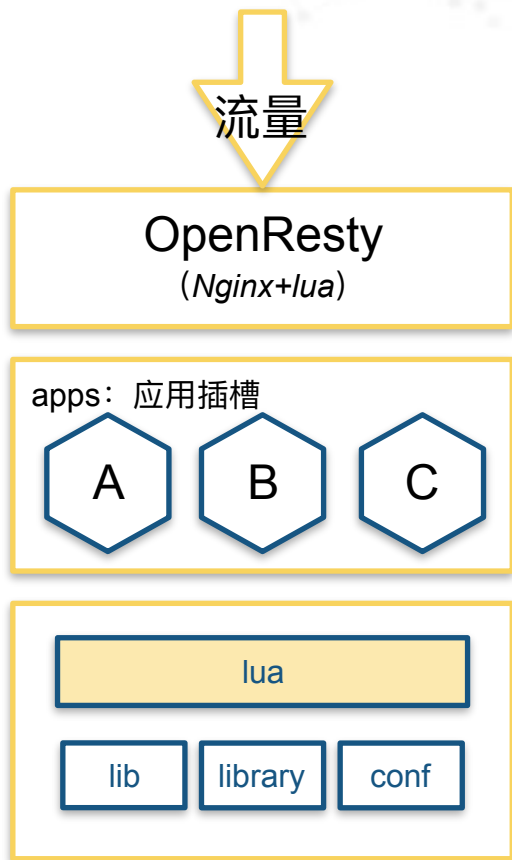 流量
OpenResty
（Nginx+lua）
apps：应用插槽
A B C
lua
lib library conf